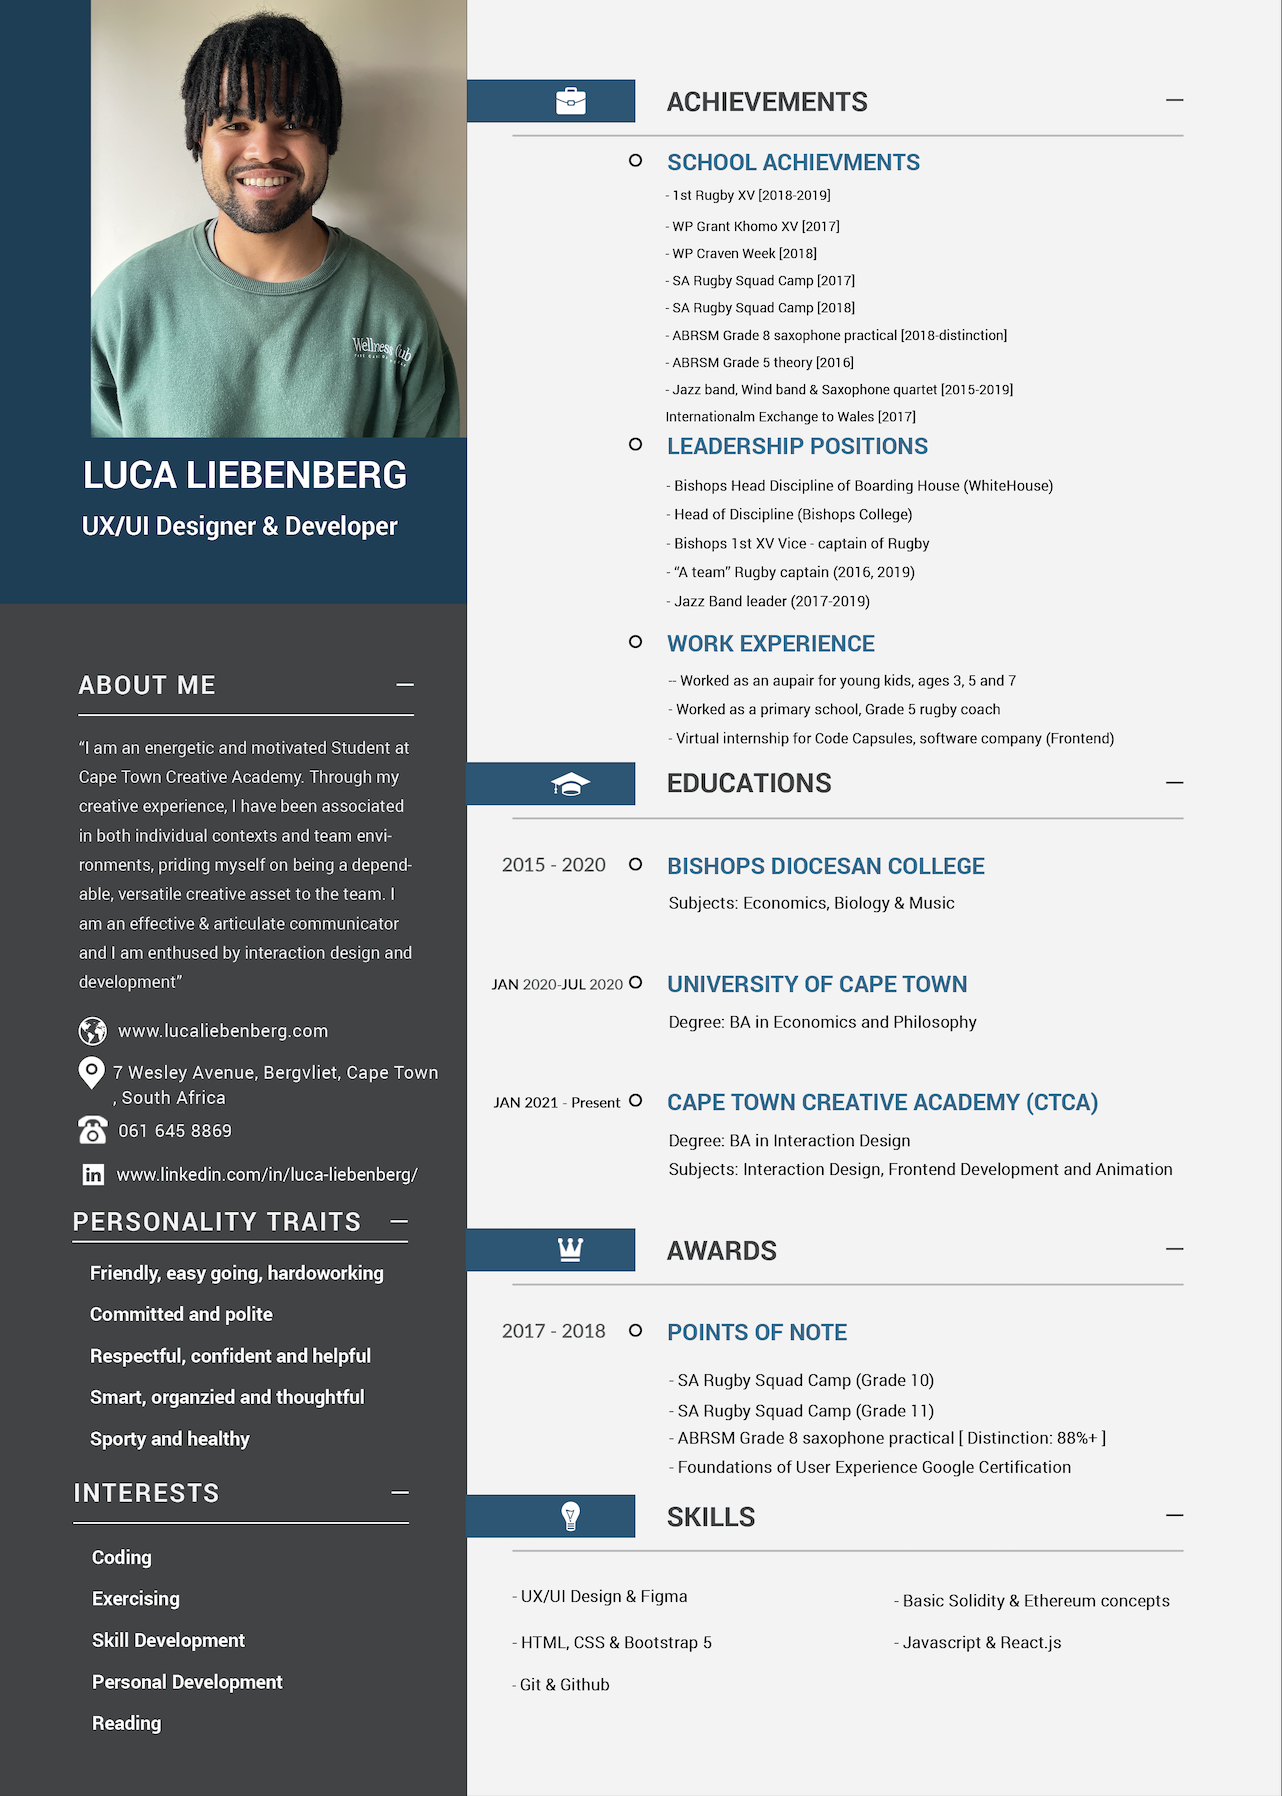 Wellness Club
LUCA LIEBENBERG
UX/UI Designer & Developer
ABOUT ME
“I am an energetic and motivated Student at
Cape Town Creative Academy. Through my
creative experience, I have been associated
in both individual contexts and team envi-
ronments, priding myself on being a depend-
able, versatile creative asset to the team. I
am an effective & articulate communicator
and I am enthused by interaction design and
development”
www.lucaliebenberg.com
7 Wesley Avenue, Bergvliet, Cape Town
, South Africa
061 645 8869
in www.linkedin.com/in/luca-liebenberg/
PERSONALITY TRAITS
Friendly, easy going, hardoworking
Committed and polite
Respectful, confident and helpful
Smart, organzied and thoughtful
Sporty and healthy
INTERESTS
Coding
Exercising
Skill Development
Personal Development
Reading
ACHIEVEMENTS
SCHOOL ACHIEVMENTS
- 1st Rugby XV [2018-2019]
- WP Grant Khomo XV [2017]
- WP Craven Week [2018]
- SA Rugby Squad Camp [2017]
- SA Rugby Squad Camp [2018]
- ABRSM Grade 8 saxophone practical [2018-distinction]
- ABRSM Grade 5 theory [2016]
- Jazz band, Wind band & Saxophone quartet [2015-2019]
Internationalm Exchange to Wales [2017]
LEADERSHIP POSITIONS
- Bishops Head Discipline of Boarding House (WhiteHouse)
- Head of Discipline (Bishops College)
- Bishops 1st XV Vice - captain of Rugby
- “A team” Rugby captain (2016, 2019)
- Jazz Band leader (2017-2019)
WORK EXPERIENCE
-- Worked as an aupair for young kids, ages 3, 5 and 7
- Worked as a primary school, Grade 5 rugby coach
- Virtual internship for Code Capsules, software company (Frontend)
EDUCATIONS
2015 - 2020 BISHOPS DIOCESAN COLLEGE
Subjects: Economics, Biology & Music
JAN 2020-JUL 2020 UNIVERSITY OF CAPE TOWN
Degree: BA in Economics and Philosophy
JAN 2021 - Present CAPE TOWN CREATIVE ACADEMY (CTCA)
Degree: BA in Interaction Design
Subjects: Interaction Design, Frontend Development and Animation
AWARDS
2017 - 2018 POINTS OF NOTE
- SA Rugby Squad Camp (Grade 10)
- SA Rugby Squad Camp (Grade 11)
- ABRSM Grade 8 saxophone practical [ Distinction: 88%+ ]
- Foundations of User Experience Google Certification
SKILLS
- UX/UI Design & Figma
- HTML, CSS & Bootstrap 5
- Git & Github
- Basic Solidity & Ethereum concepts
- Javascript & React.js